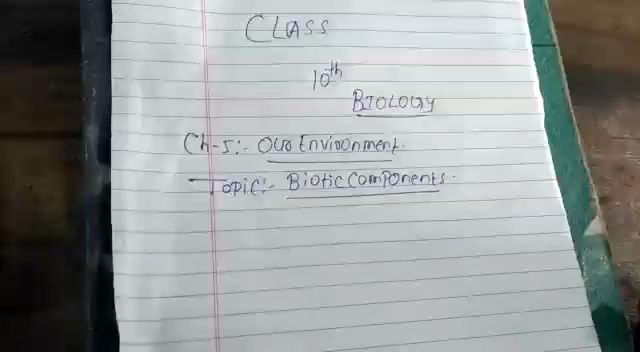 CLASS
10th
BIOLOGY
Ch-5:- Our Environment.
Topic:- Biotic Components.